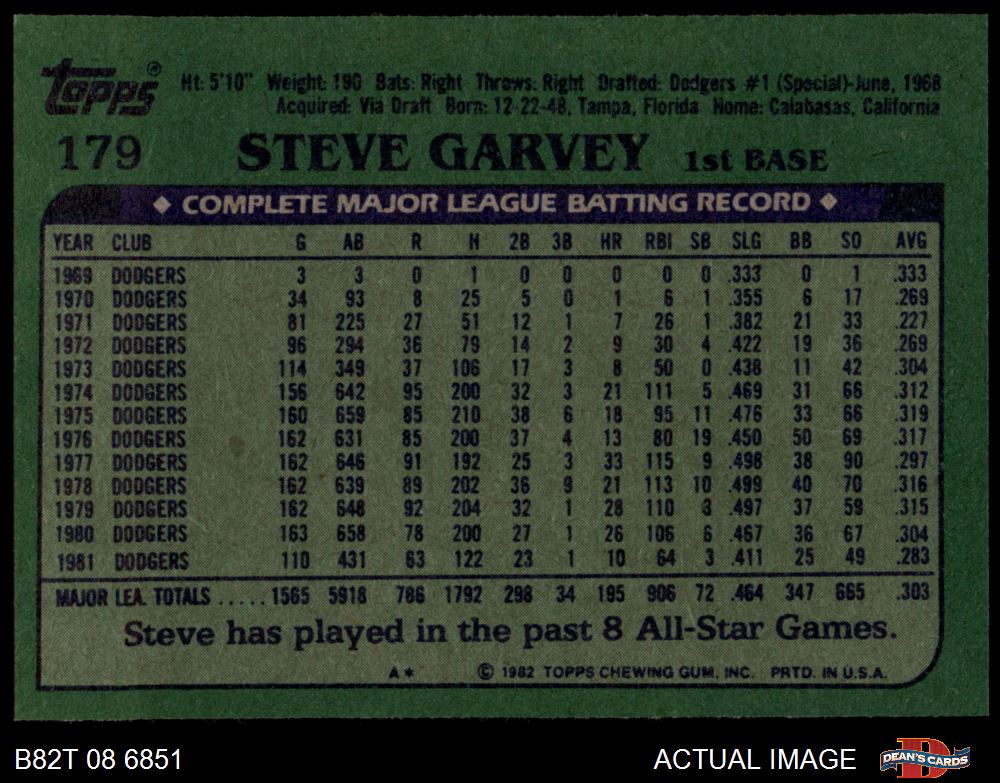 Topps® Ht: 5'10" Weight: 190 Bats: Right Throws: Right Drafted: Dodgers #1 (Special)-June, 1968
Acquired: Via Draft Born: 12-22-48, Tampa, Florida Home: Calabasas, California
179 STEVE GARVEY 1st BASE
◆ COMPLETE MAJOR LEAGUE BATTING RECORD ◆
YEAR CLUB G AB R H 2B 3B HR RBI SB SLG BB SO AVG
1969 DODGERS 3 3 0 1 0 0 0 0 0 .333 0 1 .333
1970 DODGERS 34 93 8 25 5 0 1 6 1 .355 6 17 .269
1971 DODGERS 81 225 27 51 12 1 7 26 1 .382 21 33 .227
1972 DODGERS 96 294 36 79 14 2 9 30 4 .422 19 36 .269
1973 DODGERS 114 349 37 106 17 3 8 50 0 .438 11 42 .304
1974 DODGERS 156 642 95 200 32 3 21 111 5 .469 31 66 .312
1975 DODGERS 160 659 85 210 38 6 18 95 11 .476 33 66 .319
1976 DODGERS 162 631 85 200 37 4 13 80 19 .450 50 69 .317
1977 DODGERS 162 646 91 192 25 3 33 115 9 .498 38 90 .297
1978 DODGERS 162 639 89 202 36 9 21 113 10 .499 40 70 .316
1979 DODGERS 162 648 92 204 32 1 28 110 3 .497 37 59 .315
1980 DODGERS 163 658 78 200 27 1 26 106 6 .467 36 67 .304
1981 DODGERS 110 431 63 122 23 1 10 64 3 .411 25 49 .283
MAJOR LEA. TOTALS ..... 1565 5918 786 1792 298 34 195 906 72 .464 347 665 .303
Steve has played in the past 8 All-Star Games.
A* © 1982 TOPPS CHEWING GUM, INC. PRTD. IN U.S.A.
B82T 08 6851 ACTUAL IMAGE DEAN'S CARDS